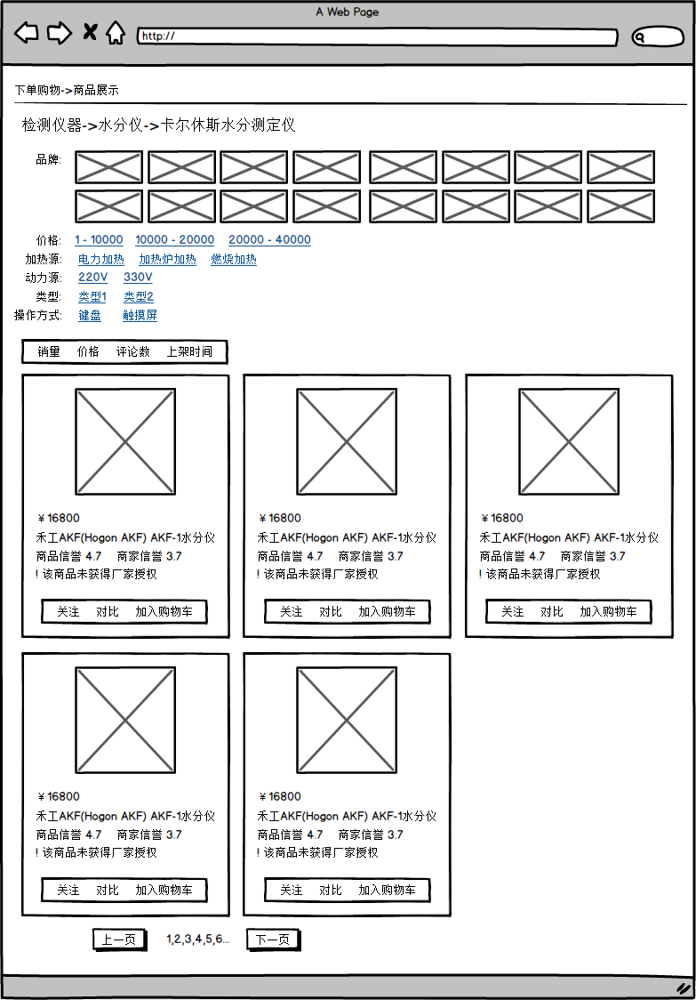 A Web Page
http://
下单购物->商品展示
检测仪器->水分仪->卡尔休斯水分测定仪
品牌:
价格: 1 - 10000 10000 - 20000 20000 - 40000
加热源: 电力加热 加热炉加热 燃烧加热
动力源: 220V 330V
类型: 类型1 类型2
操作方式: 键盘 触摸屏
销量 价格 评论数 上架时间
￥16800
禾工AKF(Hogon AKF) AKF-1水分仪
商品信誉 4.7 商家信誉 3.7
! 该商品未获得厂家授权
关注 对比 加入购物车
￥16800
禾工AKF(Hogon AKF) AKF-1水分仪
商品信誉 4.7 商家信誉 3.7
! 该商品未获得厂家授权
关注 对比 加入购物车
￥16800
禾工AKF(Hogon AKF) AKF-1水分仪
商品信誉 4.7 商家信誉 3.7
! 该商品未获得厂家授权
关注 对比 加入购物车
￥16800
禾工AKF(Hogon AKF) AKF-1水分仪
商品信誉 4.7 商家信誉 3.7
! 该商品未获得厂家授权
关注 对比 加入购物车
￥16800
禾工AKF(Hogon AKF) AKF-1水分仪
商品信誉 4.7 商家信誉 3.7
! 该商品未获得厂家授权
关注 对比 加入购物车
上一页 1,2,3,4,5,6... 下一页